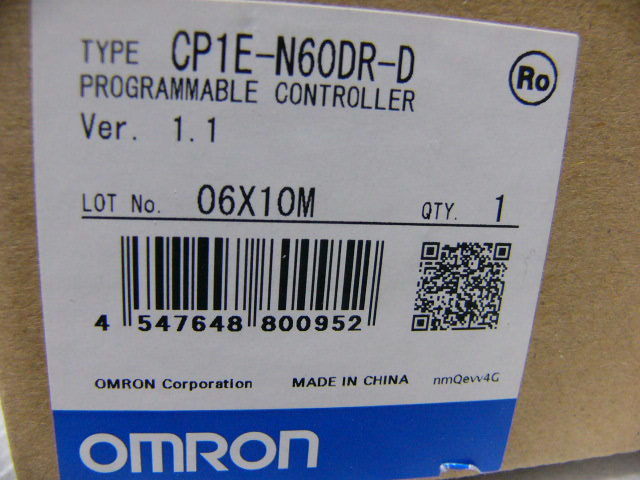 TYPE CP1E-N60DR-D
Ro
PROGRAMMABLE CONTROLLER
Ver. 1.1
LOT No. 06X10M QTY. 1
4 547648 800952
OMRON Corporation MADE IN CHINA nmQevv4G
OMRON